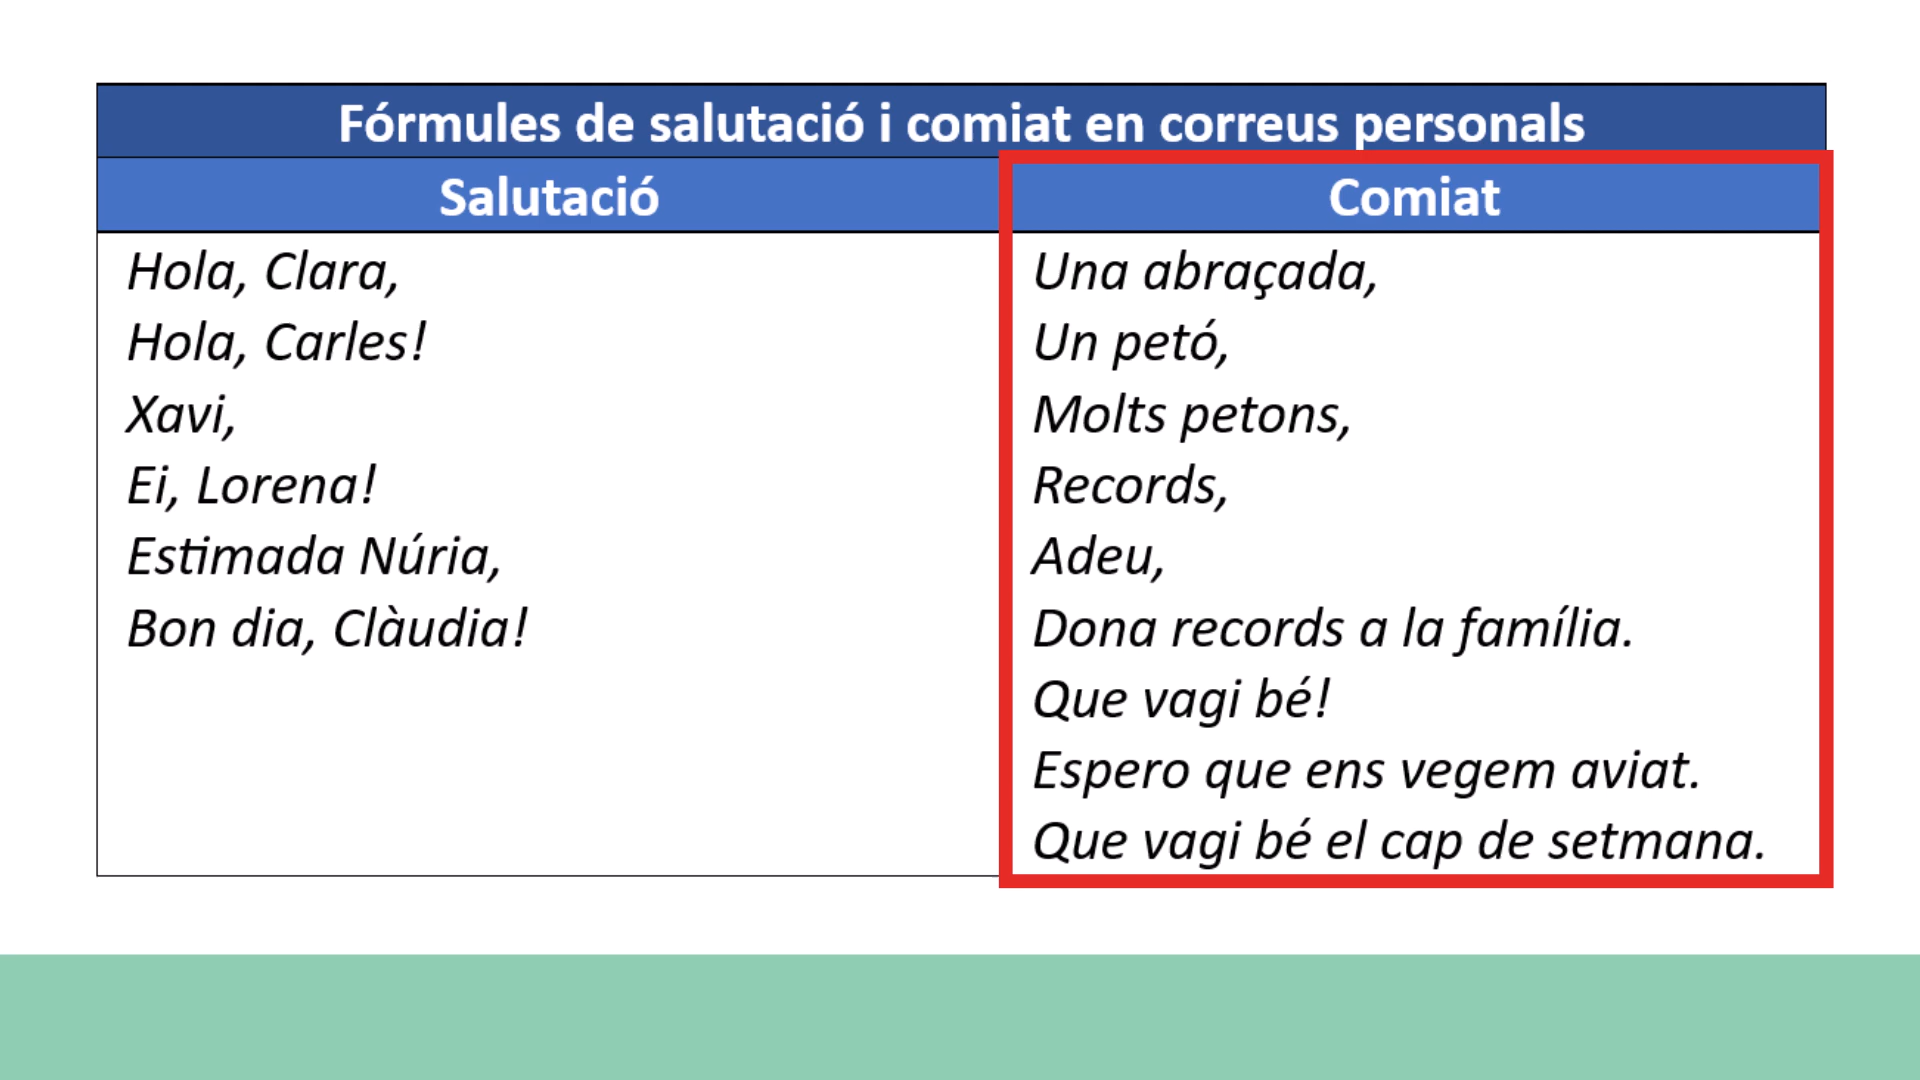 Fórmules de salutació i comiat en correus personals
Salutació
Comiat
Hola, Clara,
Hola, Carles!
Xavi,
Ei, Lorena!
Estimada Núria,
Bon dia, Clàudia!
Una abraçada,
Un petó,
Molts petons,
Records,
Adeu,
Dona records a la família.
Que vagi bé!
Espero que ens vegem aviat.
Que vagi bé el cap de setmana.